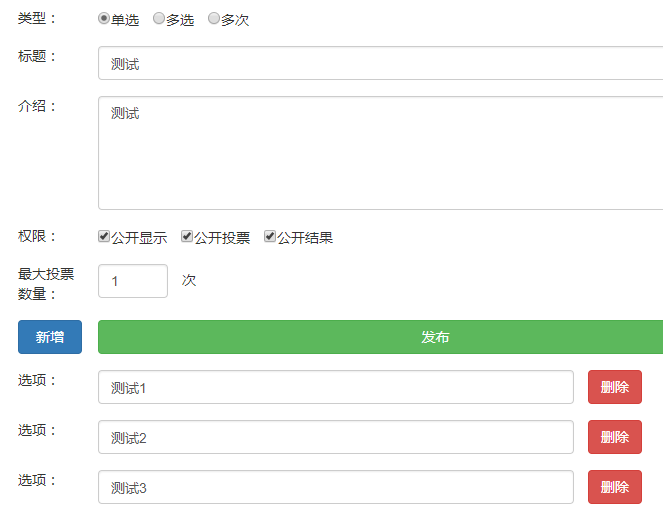 类型： 单选 多选 多次
标题： 测试
介绍： 测试
权限： 公开显示 公开投票 公开结果
最大投票
数量： 1 次
新增 发布
选项： 测试1 删除
选项： 测试2 删除
选项： 测试3 删除